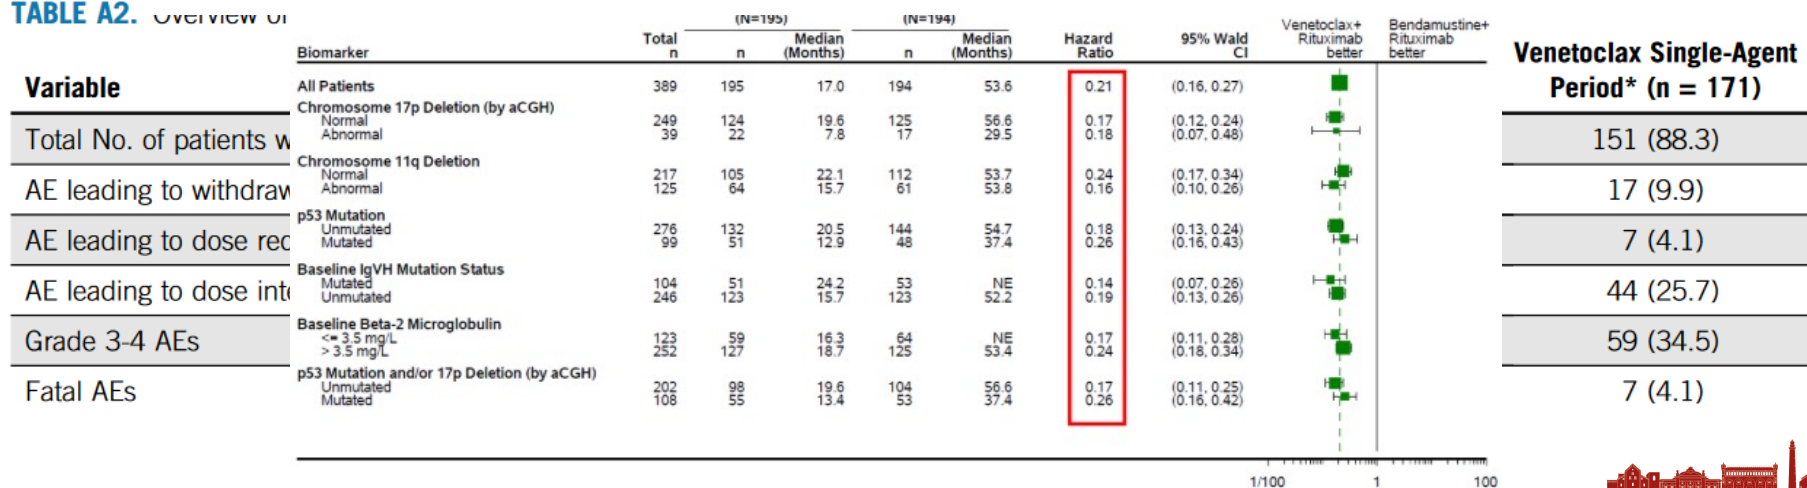 TABLE A2. Overview of
(N=195) (N=194)
Venetoclax+ Bendamustine+
Total Median Median Hazard 95% Wald Rituximab Rituximab
Biomarker n n (Months) n (Months) Ratio CI better better
Venetoclax Single-Agent
Variable Period* (n = 171)
All Patients 389 195 17.0 194 53.6 0.21 (0.16, 0.27)
Chromosome 17p Deletion (by aCGH)
Normal 249 124 19.6 125 56.6 0.17 (0.12, 0.24)
Abnormal 39 22 7.8 17 29.5 0.18 (0.07, 0.48)
Total No. of patients 151 (88.3)
Chromosome 11q Deletion
Normal 217 105 22.1 112 53.7 0.24 (0.17, 0.34)
Abnormal 125 64 15.7 61 53.8 0.16 (0.10, 0.26)
AE leading to 17 (9.9)
p53 Mutation
Unmutated 276 132 20.5 144 54.7 0.18 (0.13, 0.24)
Mutated 99 51 12.9 48 37.4 0.26 (0.16, 0.43)
AE leading to dose 7 (4.1)
Baseline IgVH Mutation Status
Mutated 104 51 24.2 53 NE 0.14 (0.07, 0.26)
Unmutated 246 123 15.7 123 52.2 0.19 (0.13, 0.26)
AE leading to dose 44 (25.7)
Baseline Beta-2 Microglobulin
<= 3.5 mg/L 123 59 16.3 64 NE 0.17 (0.11, 0.28)
> 3.5 mg/L 252 127 18.7 125 53.4 0.24 (0.18, 0.34)
Grade 3-4 AEs 59 (34.5)
p53 Mutation and/or 17p Deletion (by aCGH)
Unmutated 202 98 19.6 104 56.6 0.17 (0.11, 0.25)
Mutated 108 55 13.4 53 37.4 0.26 (0.16, 0.42)
Fatal AEs 7 (4.1)
1/100 1 100